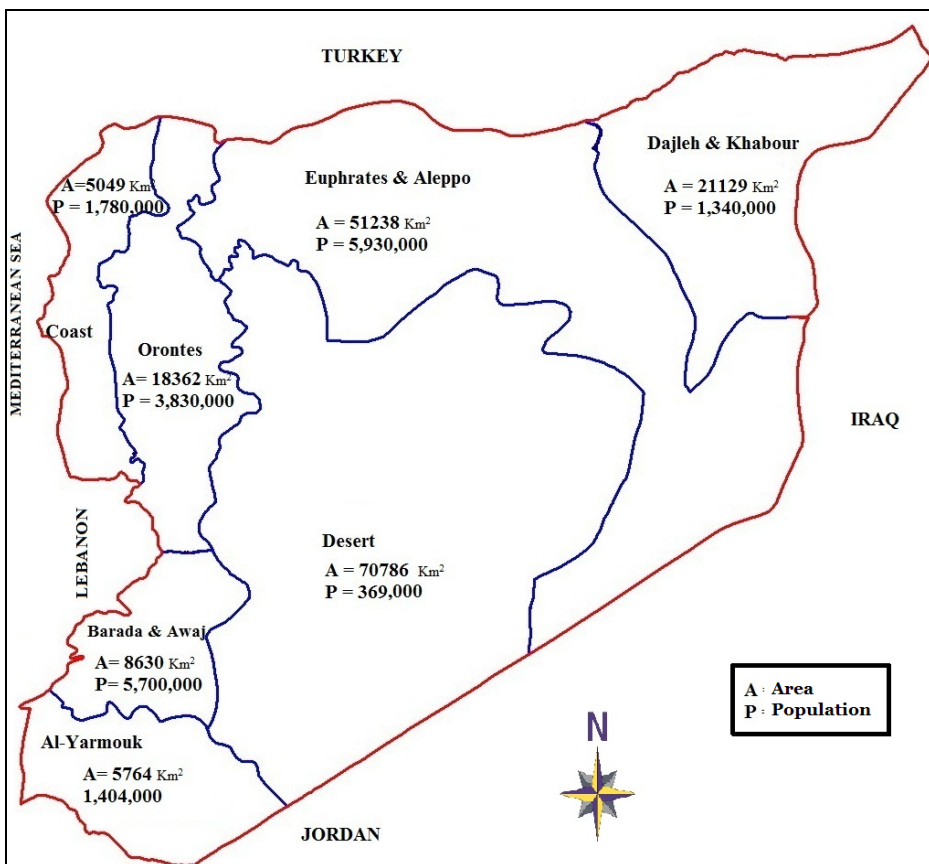 TURKEY
Dajleh & Khabour
A = 21129 Km²
P = 1,340,000
Euphrates & Aleppo
A = 51238 Km²
P = 5,930,000
A=5049 Km²
P = 1,780,000
Coast
MEDITERRANEAN SEA
Orontes
A= 18362 Km²
P = 3,830,000
IRAQ
LEBANON
Desert
A = 70786 Km²
P = 369,000
Barada & Awaj
A= 8630 Km²
P= 5,700,000
Al-Yarmouk
A= 5764 Km²
1,404,000
JORDAN
N
A : Area
P : Population